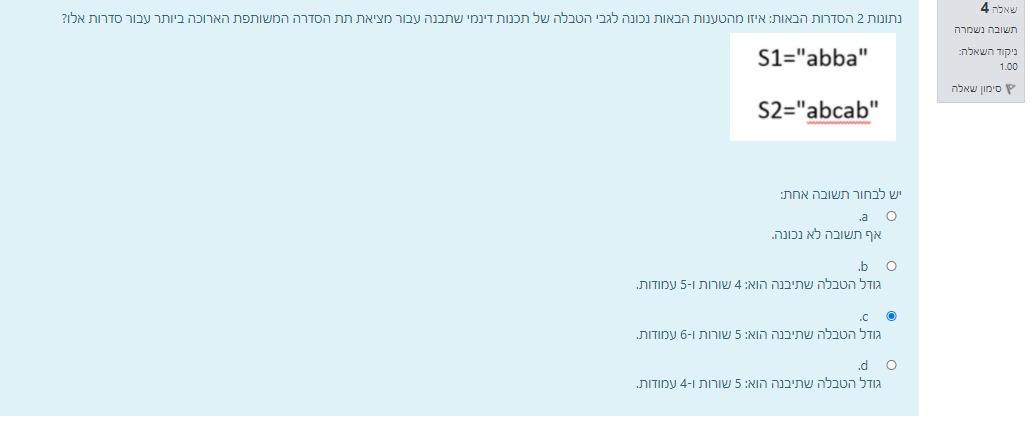 שאלה 4
תשובה נשמרה
ניקוד השאלה:
1.00
סימון שאלה
נתונות 2 הסדרות הבאות: איזו מהטענות הבאות נכונה לגבי הטבלה של תכנות דינמי שתבנה עבור מציאת תת הסדרה המשותפת הארוכה ביותר עבור סדרות אלו?
S1="abba"
S2="abcab"
יש לבחור תשובה אחת:
a.
אף תשובה לא נכונה.
b.
גודל הטבלה שתיבנה הוא: 4 שורות ו-5 עמודות.
c.
גודל הטבלה שתיבנה הוא: 5 שורות ו-6 עמודות.
d.
גודל הטבלה שתיבנה הוא: 5 שורות ו-4 עמודות.